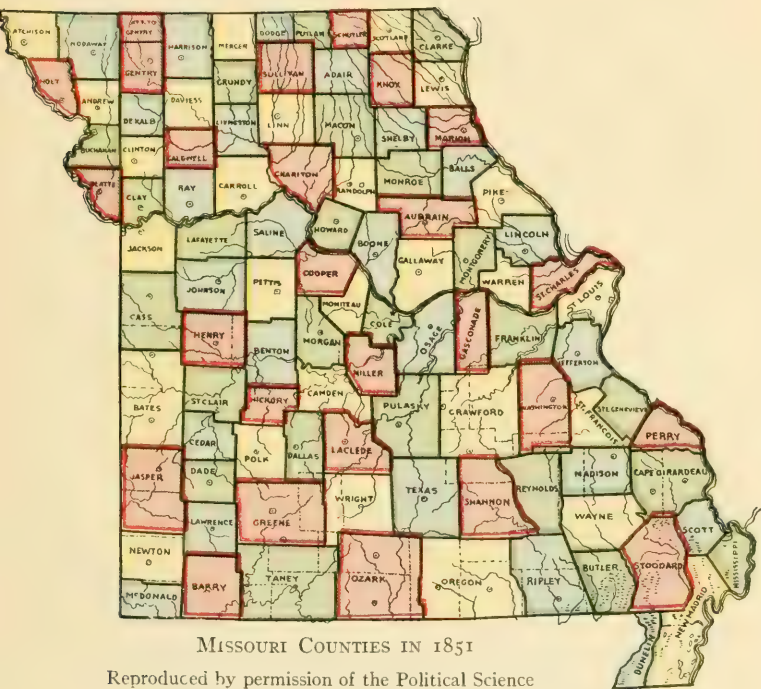 ATCHISON
NODAWAY
GENTRY
HARRISON
MERCER
DODGE
PUTNAM
SCHUYLER
SCOTLAND
CLARKE
HOLT
GENTRY
GRUNDY
SULLIVAN
ADAIR
KNOX
LEWIS
ANDREW
DEKALB
DAVIESS
LINN
MACON
SHELBY
MARION
BUCHANAN
CLINTON
CALDWELL
CHARITON
RANDOLPH
MONROE
RALLS
PLATTE
CLAY
RAY
CARROLL
AUDRAIN
PIKE
JACKSON
LAFAYETTE
SALINE
HOWARD
BOONE
CALLAWAY
MONTGOMERY
LINCOLN
WARREN
ST.CHARLES
ST LOUIS
JOHNSON
PETTIS
COOPER
MONITEAU
COLE
OSAGE
GASCONADE
FRANKLIN
JEFFERSON
CASS
HENRY
BENTON
MORGAN
MILLER
BATES
ST.CLAIR
HICKORY
CAMDEN
PULASKY
CRAWFORD
WASHINGTON
ST.FRANCOIS
ST.GENEVIEVE
PERRY
CEDAR
POLK
DALLAS
LACLEDE
JASPER
DADE
TEXAS
SHANNON
REYNOLDS
MADISON
CAPE GIRARDEAU
LAWRENCE
GREENE
WRIGHT
WAYNE
SCOTT
MISSISSIPPI
NEWTON
BARRY
TANEY
OZARK
OREGON
RIPLEY
BUTLER
STODDARD
NEW MADRID
McDONALD
DUNKLIN
MISSOURI COUNTIES IN 1851
Reproduced by permission of the Political Science